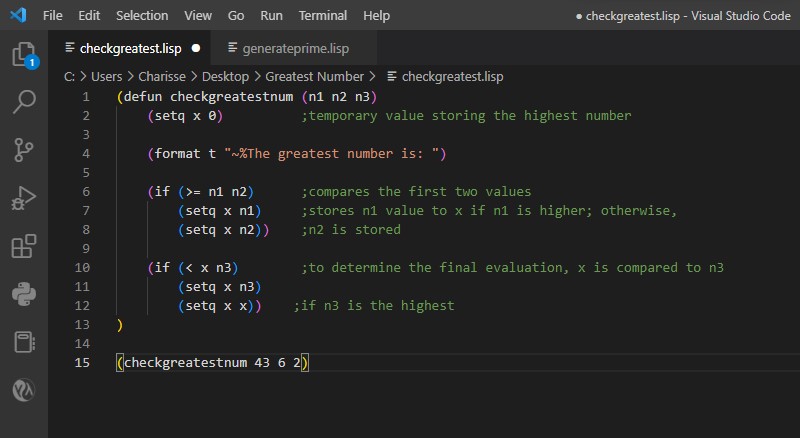 File Edit Selection View Go Run Terminal Help ● checkgreatest.lisp - Visual Studio Code
checkgreatest.lisp ● generateprime.lisp
C: > Users > Charisse > Desktop > Greatest Number > checkgreatest.lisp
1
1 (defun checkgreatestnum (n1 n2 n3)
2 (setq x 0) ;temporary value storing the highest number
3
4 (format t "~%The greatest number is: ")
5
6 (if (>= n1 n2) ;compares the first two values
7 (setq x n1) ;stores n1 value to x if n1 is higher; otherwise,
8 (setq x n2)) ;n2 is stored
9
10 (if (< x n3) ;to determine the final evaluation, x is compared to n3
11 (setq x n3)
12 (setq x x)) ;if n3 is the highest
13 )
14
15 (checkgreatestnum 43 6 2)